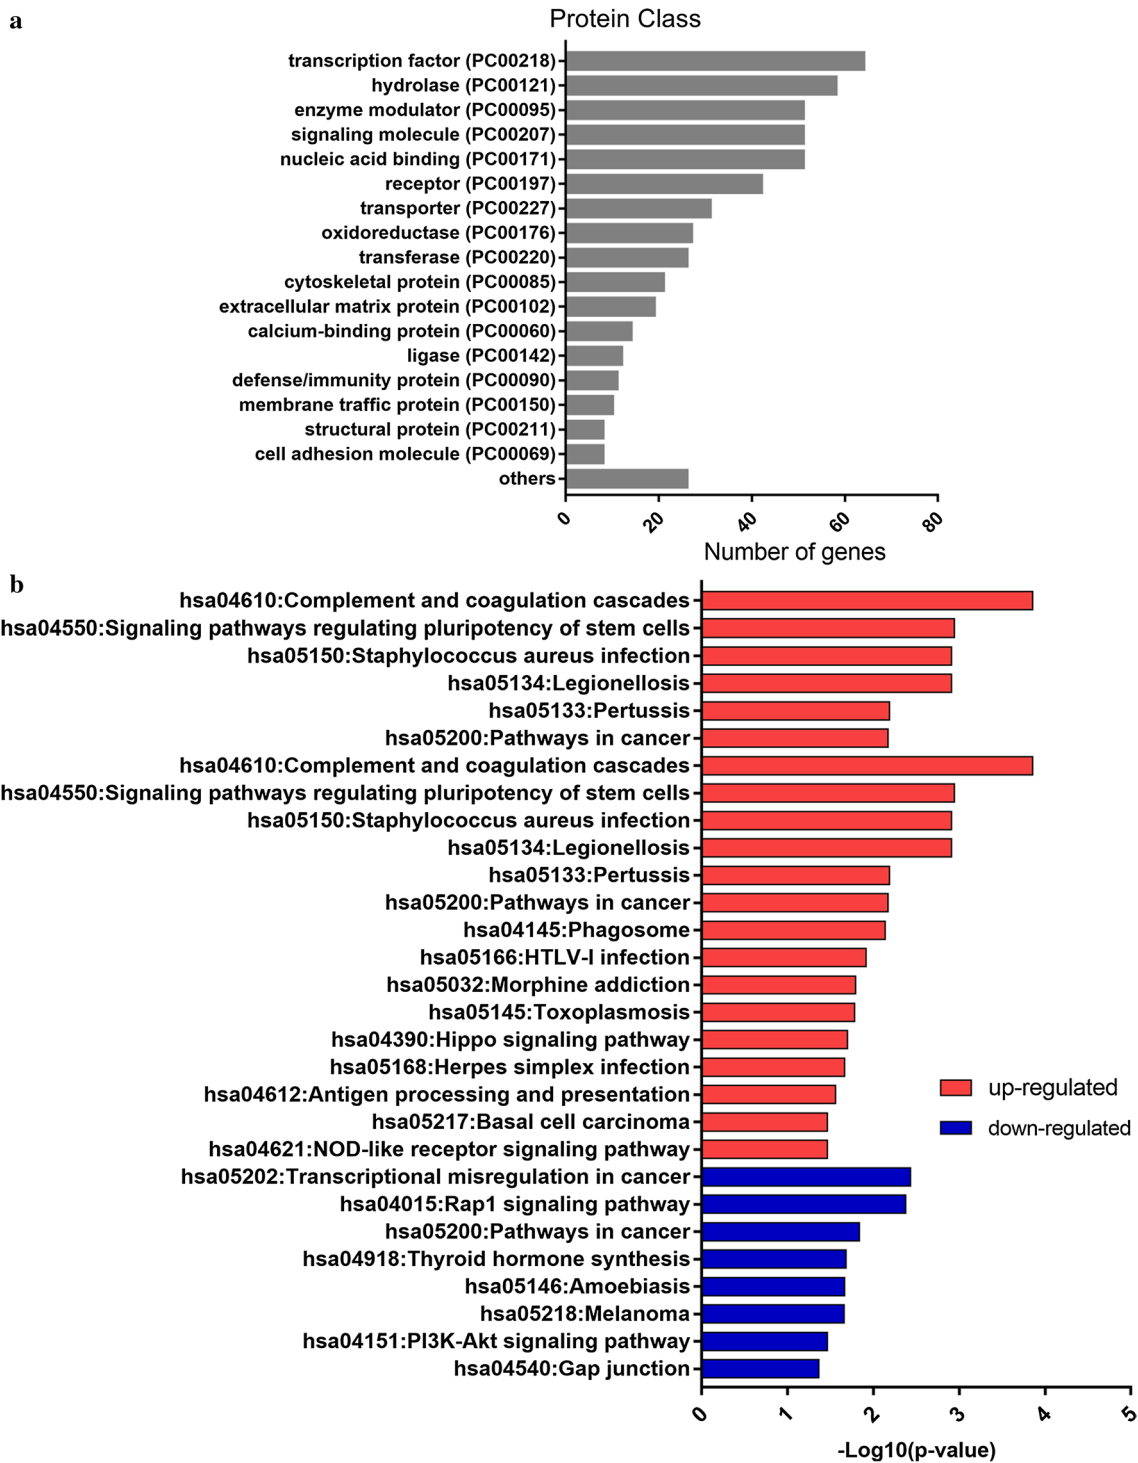 a
Protein Class
transcription factor (PC00218)
hydrolase (PC00121)
enzyme modulator (PC00095)
signaling molecule (PC00207)
nucleic acid binding (PC00171)
receptor (PC00197)
transporter (PC00227)
oxidoreductase (PC00176)
transferase (PC00220)
cytoskeletal protein (PC00085)
extracellular matrix protein (PC00102)
calcium-binding protein (PC00060)
ligase (PC00142)
defense/immunity protein (PC00090)
membrane traffic protein (PC00150)
structural protein (PC00211)
cell adhesion molecule (PC00069)
others
0 20 40 60 80
Number of genes
b
hsa04610:Complement and coagulation cascades
hsa04550:Signaling pathways regulating pluripotency of stem cells
hsa05150:Staphylococcus aureus infection
hsa05134:Legionellosis
hsa05133:Pertussis
hsa05200:Pathways in cancer
hsa04610:Complement and coagulation cascades
hsa04550:Signaling pathways regulating pluripotency of stem cells
hsa05150:Staphylococcus aureus infection
hsa05134:Legionellosis
hsa05133:Pertussis
hsa05200:Pathways in cancer
hsa04145:Phagosome
hsa05166:HTLV-I infection
hsa05032:Morphine addiction
hsa05145:Toxoplasmosis
hsa04390:Hippo signaling pathway
hsa05168:Herpes simplex infection
hsa04612:Antigen processing and presentation
hsa05217:Basal cell carcinoma
hsa04621:NOD-like receptor signaling pathway
hsa05202:Transcriptional misregulation in cancer
hsa04015:Rap1 signaling pathway
hsa05200:Pathways in cancer
hsa04918:Thyroid hormone synthesis
hsa05146:Amoebiasis
hsa05218:Melanoma
hsa04151:PI3K-Akt signaling pathway
hsa04540:Gap junction
up-regulated
down-regulated
0 1 2 3 4 5
-Log10(p-value)